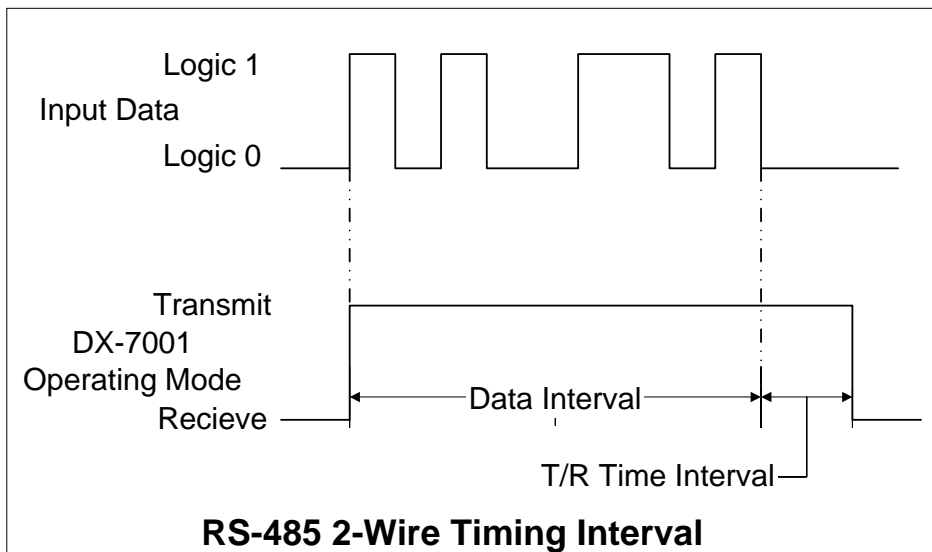 Logic 1
Input Data
Logic 0
Transmit
DX-7001
Operating Mode
Recieve
Data Interval
T/R Time Interval
RS-485 2-Wire Timing Interval